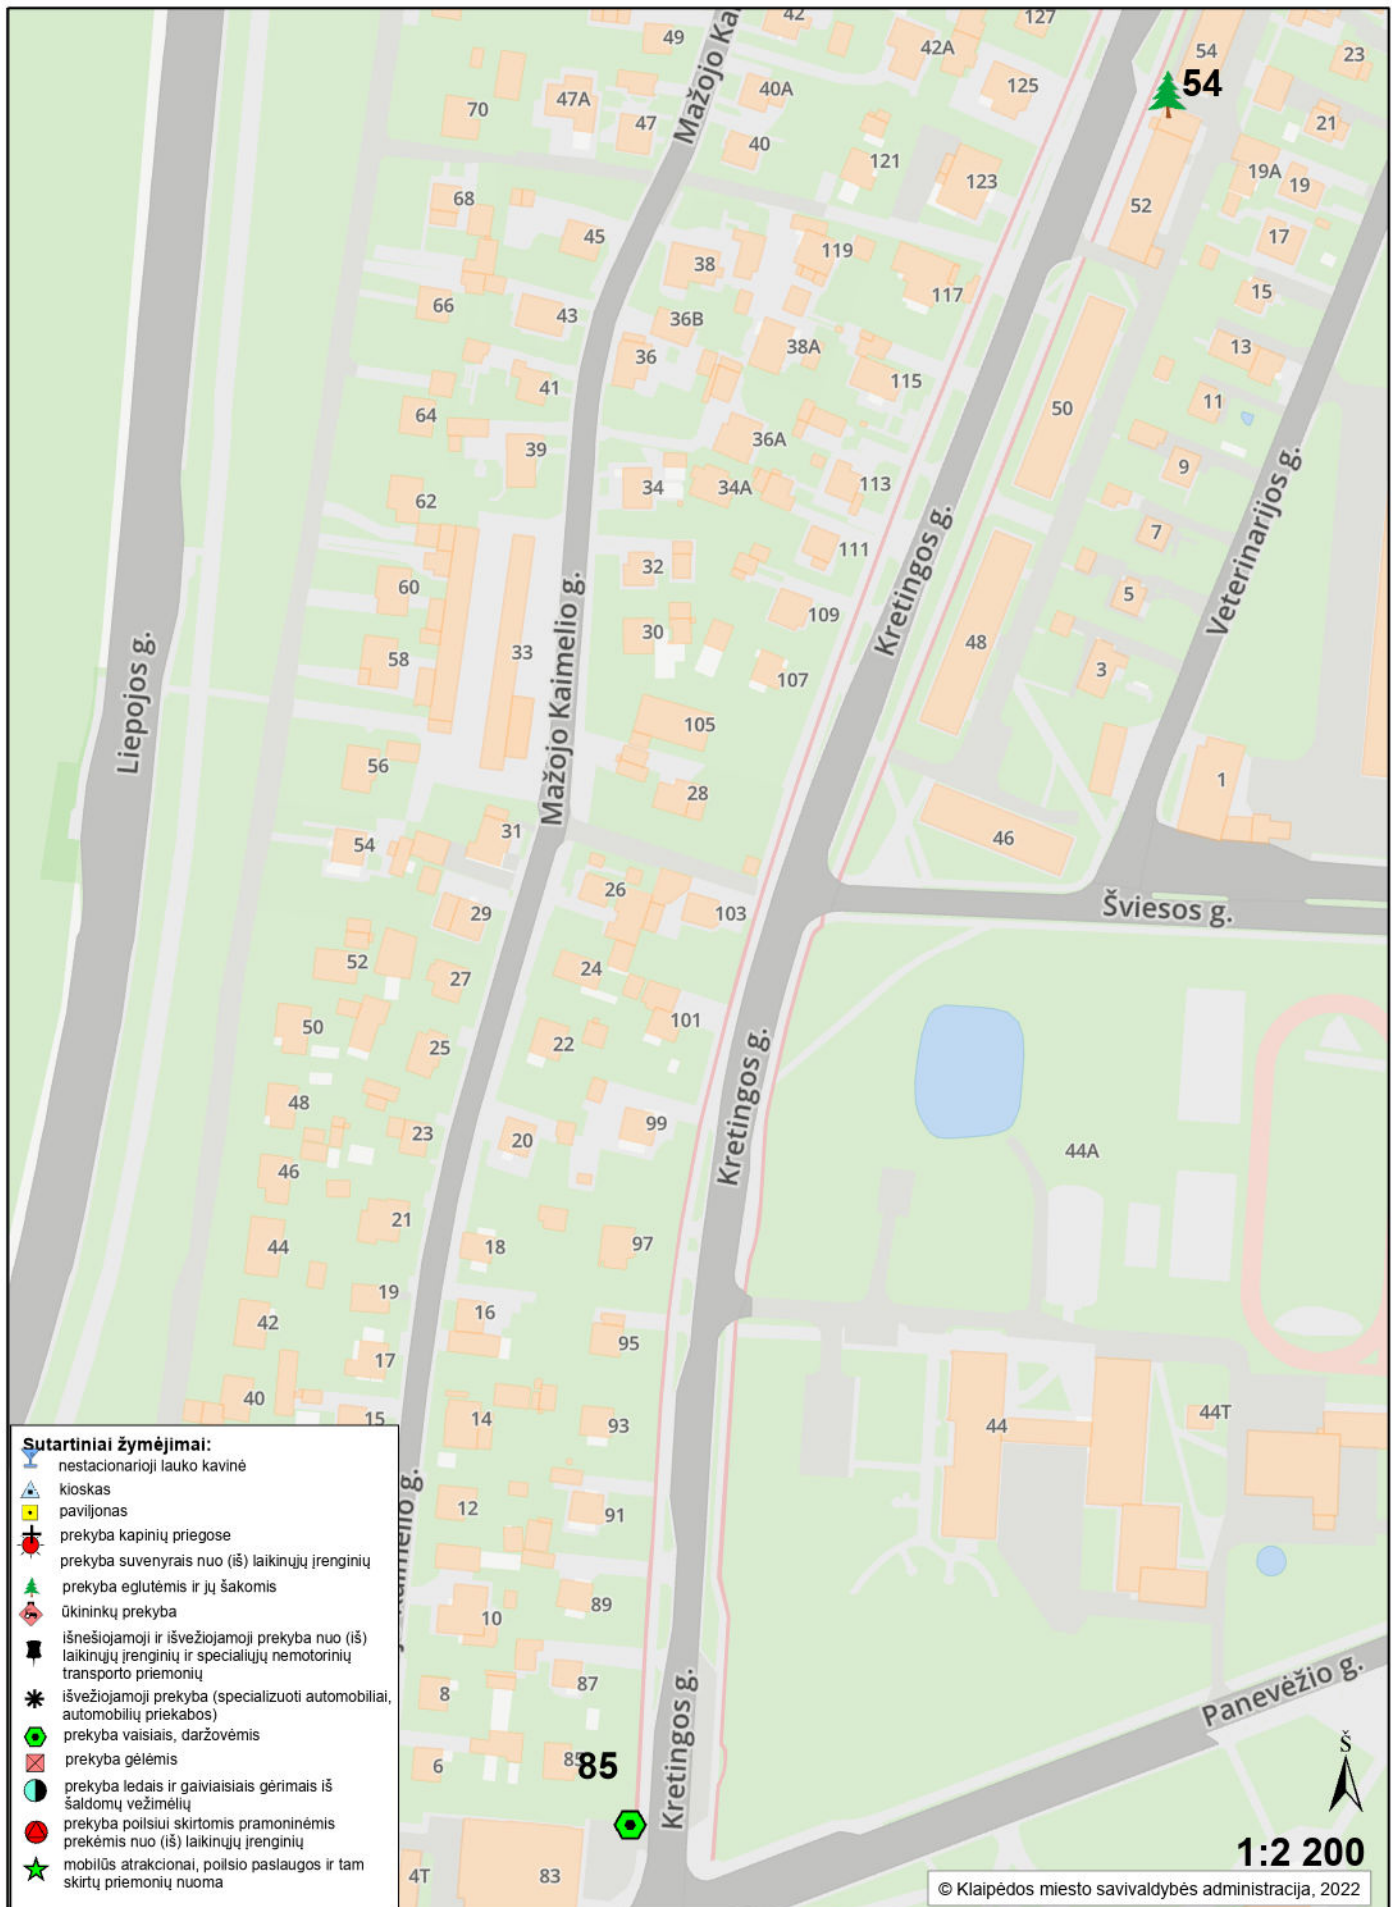 49
42
42A
127
54
54
23
70
47A
47
40A
40
125
21
121
123
19A
19
52
68
45
38
119
17
66
43
36B
36
38A
117
15
41
115
13
64
39
36A
50
11
62
34
34A
113
9
32
111
7
60
30
109
5
58
33
107
48
3
105
56
28
1
54
31
46
26
103
29
24
52
27
101
50
25
22
48
23
20
99
46
21
44A
44
18
97
19
42
16
95
17
40
15
14
93
44
44T
12
91
10
89
8
87
6
85
85
4T
83
Mažojo Kai
Kretingos g.
Veterinarijos g.
Liepojos g.
Mažojo Kaimelio g.
Šviesos g.
Kretingos g.
Kretingos g.
Panevėžio g.
Sutartiniai žymėjimai:
nestacionarioji lauko kavinė
kioskas
paviljonas
prekyba kapinių priegose
prekyba suvenyrais nuo (iš) laikinųjų įrenginių
prekyba eglutėmis ir jų šakomis
ūkininkų prekyba
išnešiojamoji ir išvežiojamoji prekyba nuo (iš)
laikinųjų įrenginių ir specialiųjų nemotorinių
transporto priemonių
išvežiojamoji prekyba (specializuoti automobiliai,
automobilių priekabos)
prekyba vaisiais, daržovėmis
prekyba gėlėmis
prekyba ledais ir gaiviaisiais gėrimais iš
šaldomų vežimėlių
prekyba poilsiui skirtomis pramoninėmis
prekėmis nuo (iš) laikinųjų įrenginių
mobilūs atrakcionai, poilsio paslaugos ir tam
skirtų priemonių nuoma
Š
1:2 200
© Klaipėdos miesto savivaldybės administracija, 2022